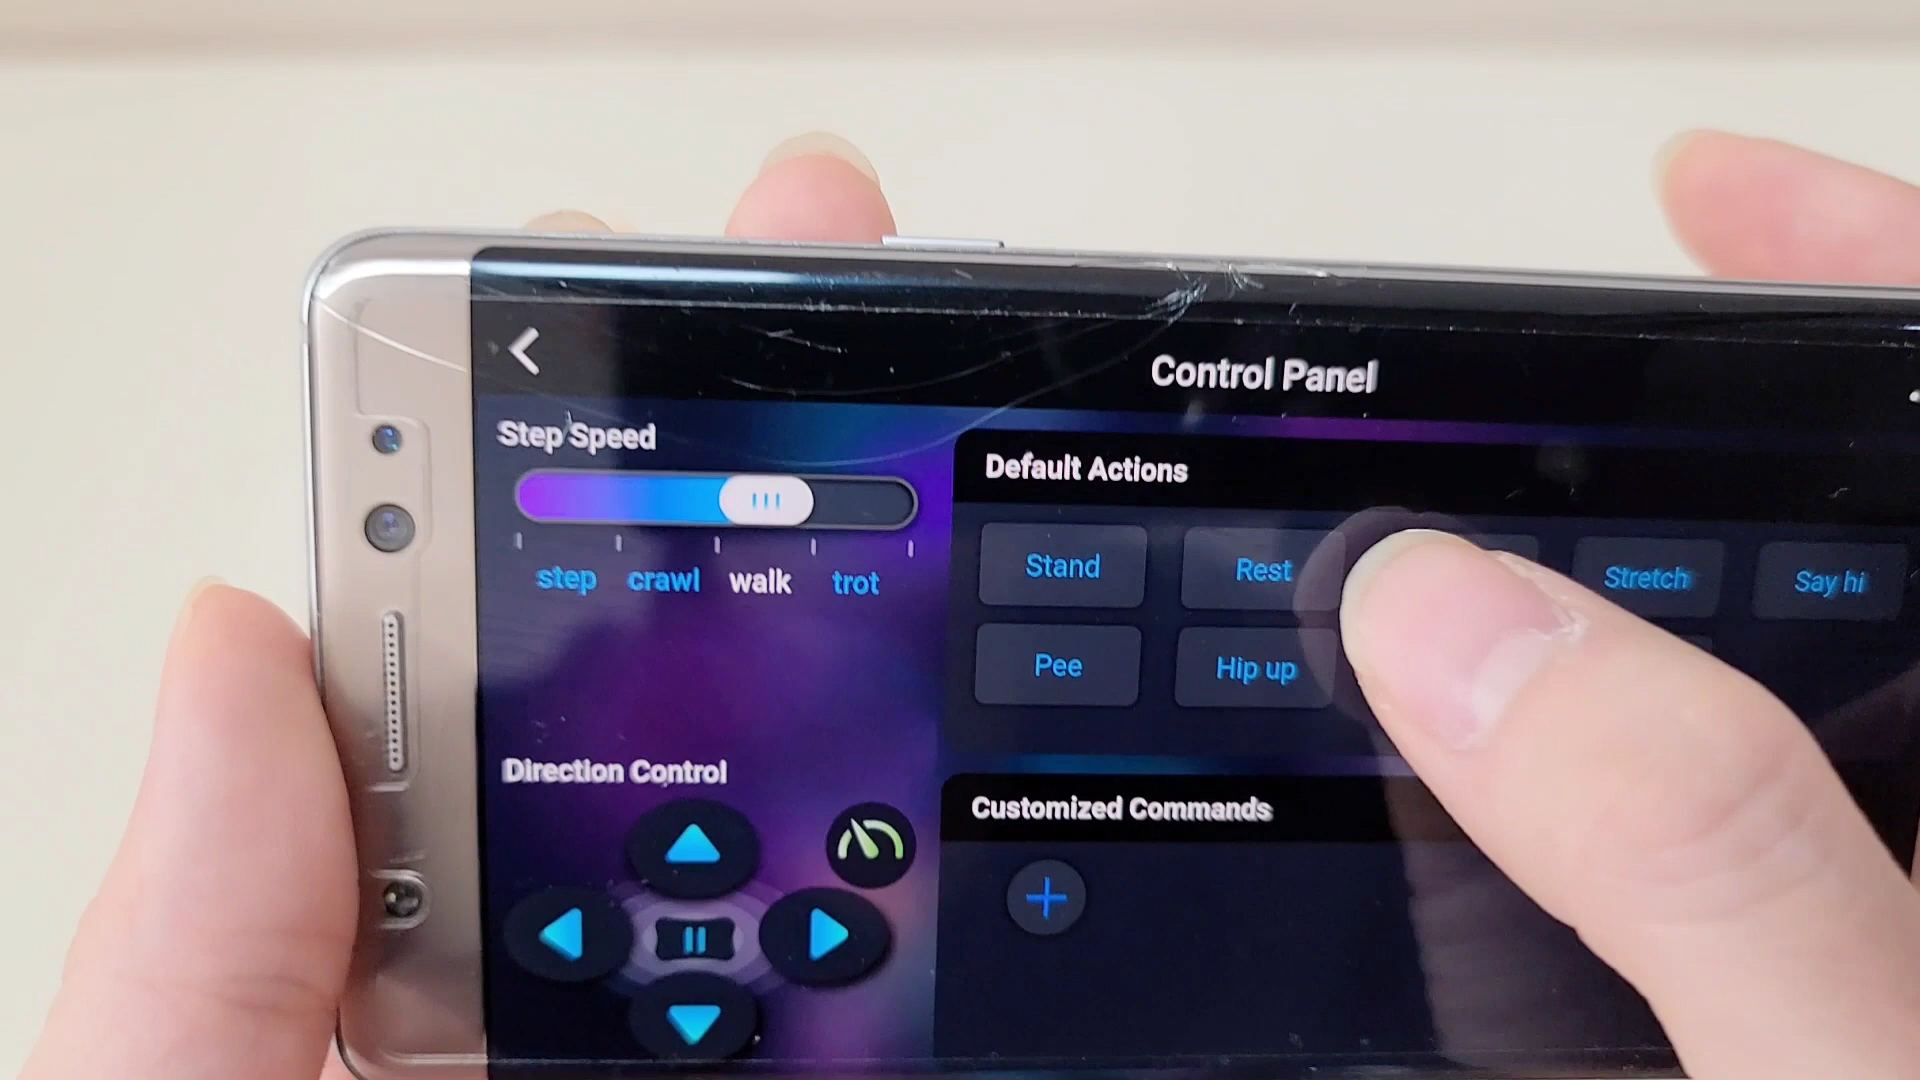 Control Panel
Step Speed
step crawl walk trot
Default Actions
Stand Rest Stretch Say hi
Pee Hip up
Direction Control
Customized Commands